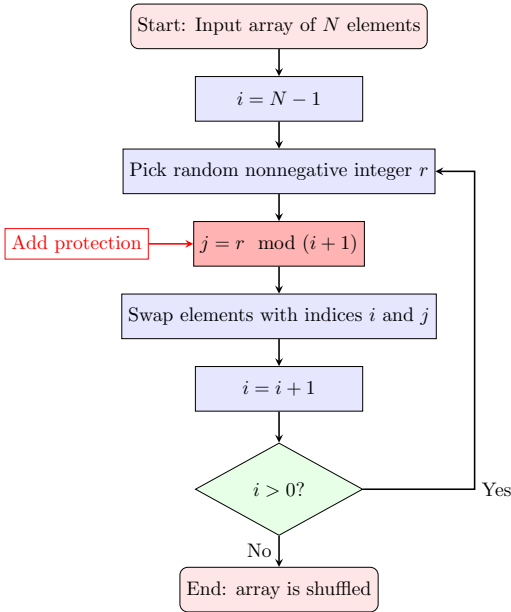 Start: Input array of N elements
i = N − 1
Pick random nonnegative integer r
Add protection
j = r mod (i + 1)
Swap elements with indices i and j
i = i + 1
i > 0?
Yes
No
End: array is shuffled